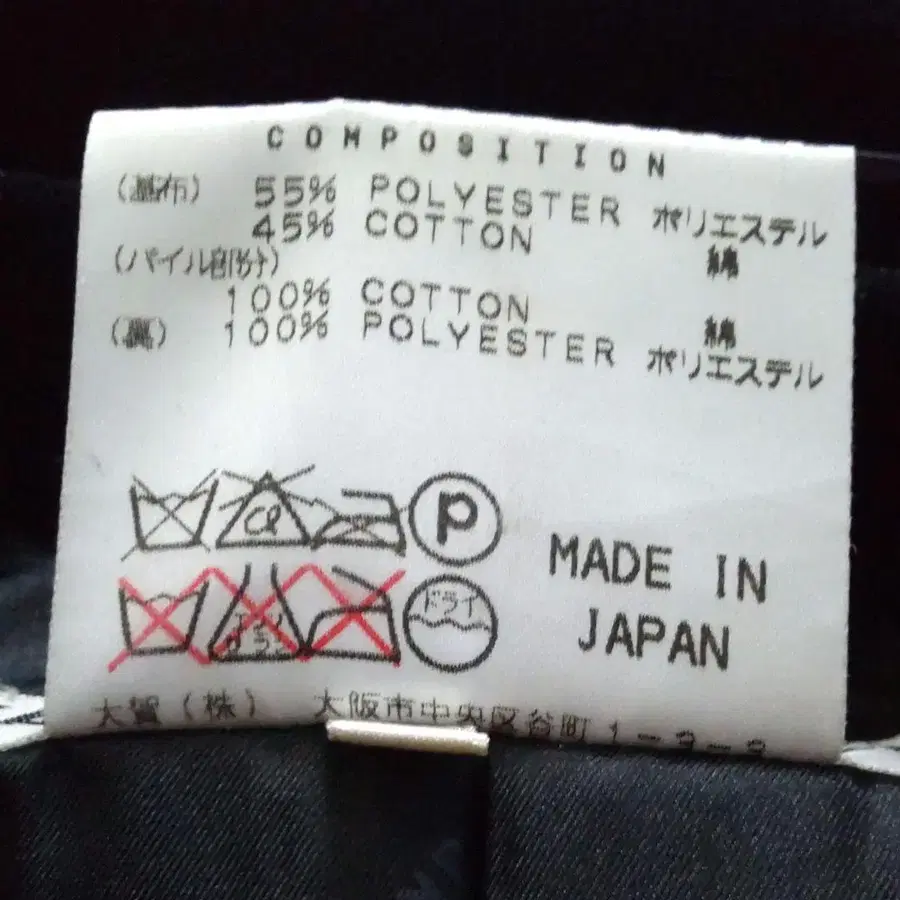 COMPOSITION
(基布) 55% POLYESTER ポリエステル
45% COTTON 綿
(パイル部分)
100% COTTON 綿
(裏) 100% POLYESTER ポリエステル
Cl P
ドライ
MADE IN
JAPAN
大賀(株) 大阪市中央区谷町